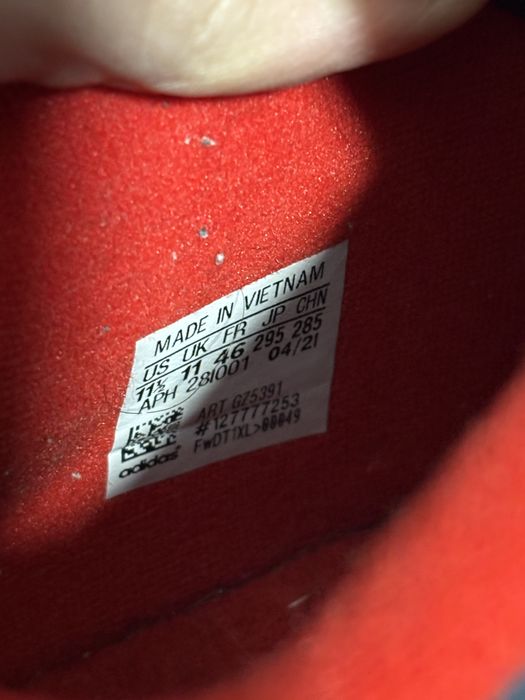 MADE IN VIETNAM
US UK FR JP CHN
11½ 11 46 295 285
APH 281001 04/21
ART GZ5391
#127777253
FwDT1XL>00049
adidas